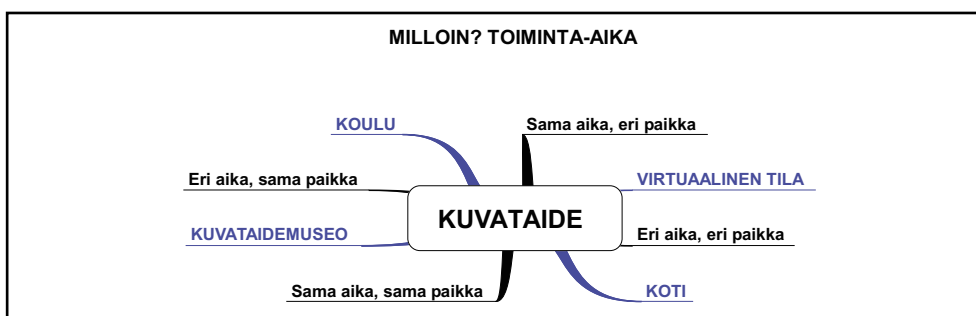 MILLOIN? TOIMINTA-AIKA
KOULU
Sama aika, eri paikka
Eri aika, sama paikka
VIRTUAALINEN TILA
KUVATAIDE
KUVATAIDEMUSEO
Eri aika, eri paikka
Sama aika, sama paikka
KOTI